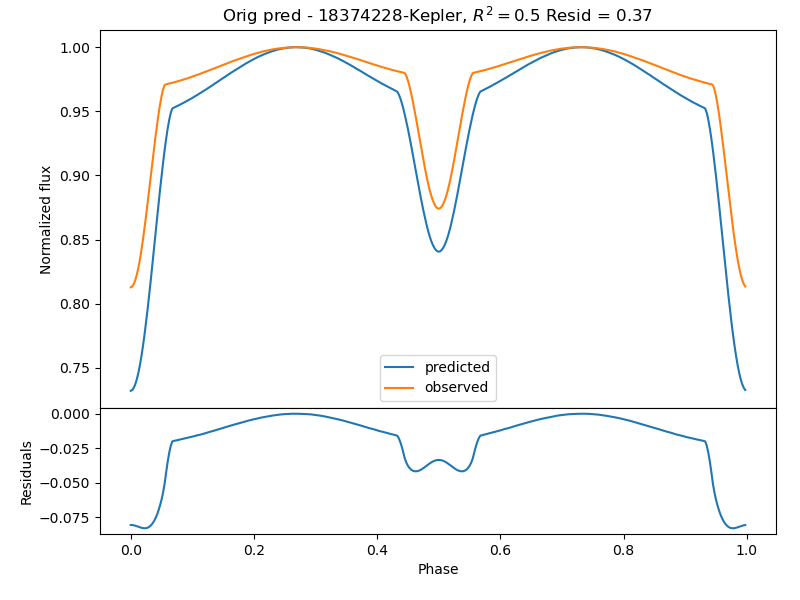 Orig pred - 18374228-Kepler, R² = 0.5 Resid = 0.37
1.00
0.95
0.90
0.85
0.80
0.75
Normalized flux
predicted
observed
0.000
−0.025
−0.050
−0.075
Residuals
0.0 0.2 0.4 0.6 0.8 1.0
Phase